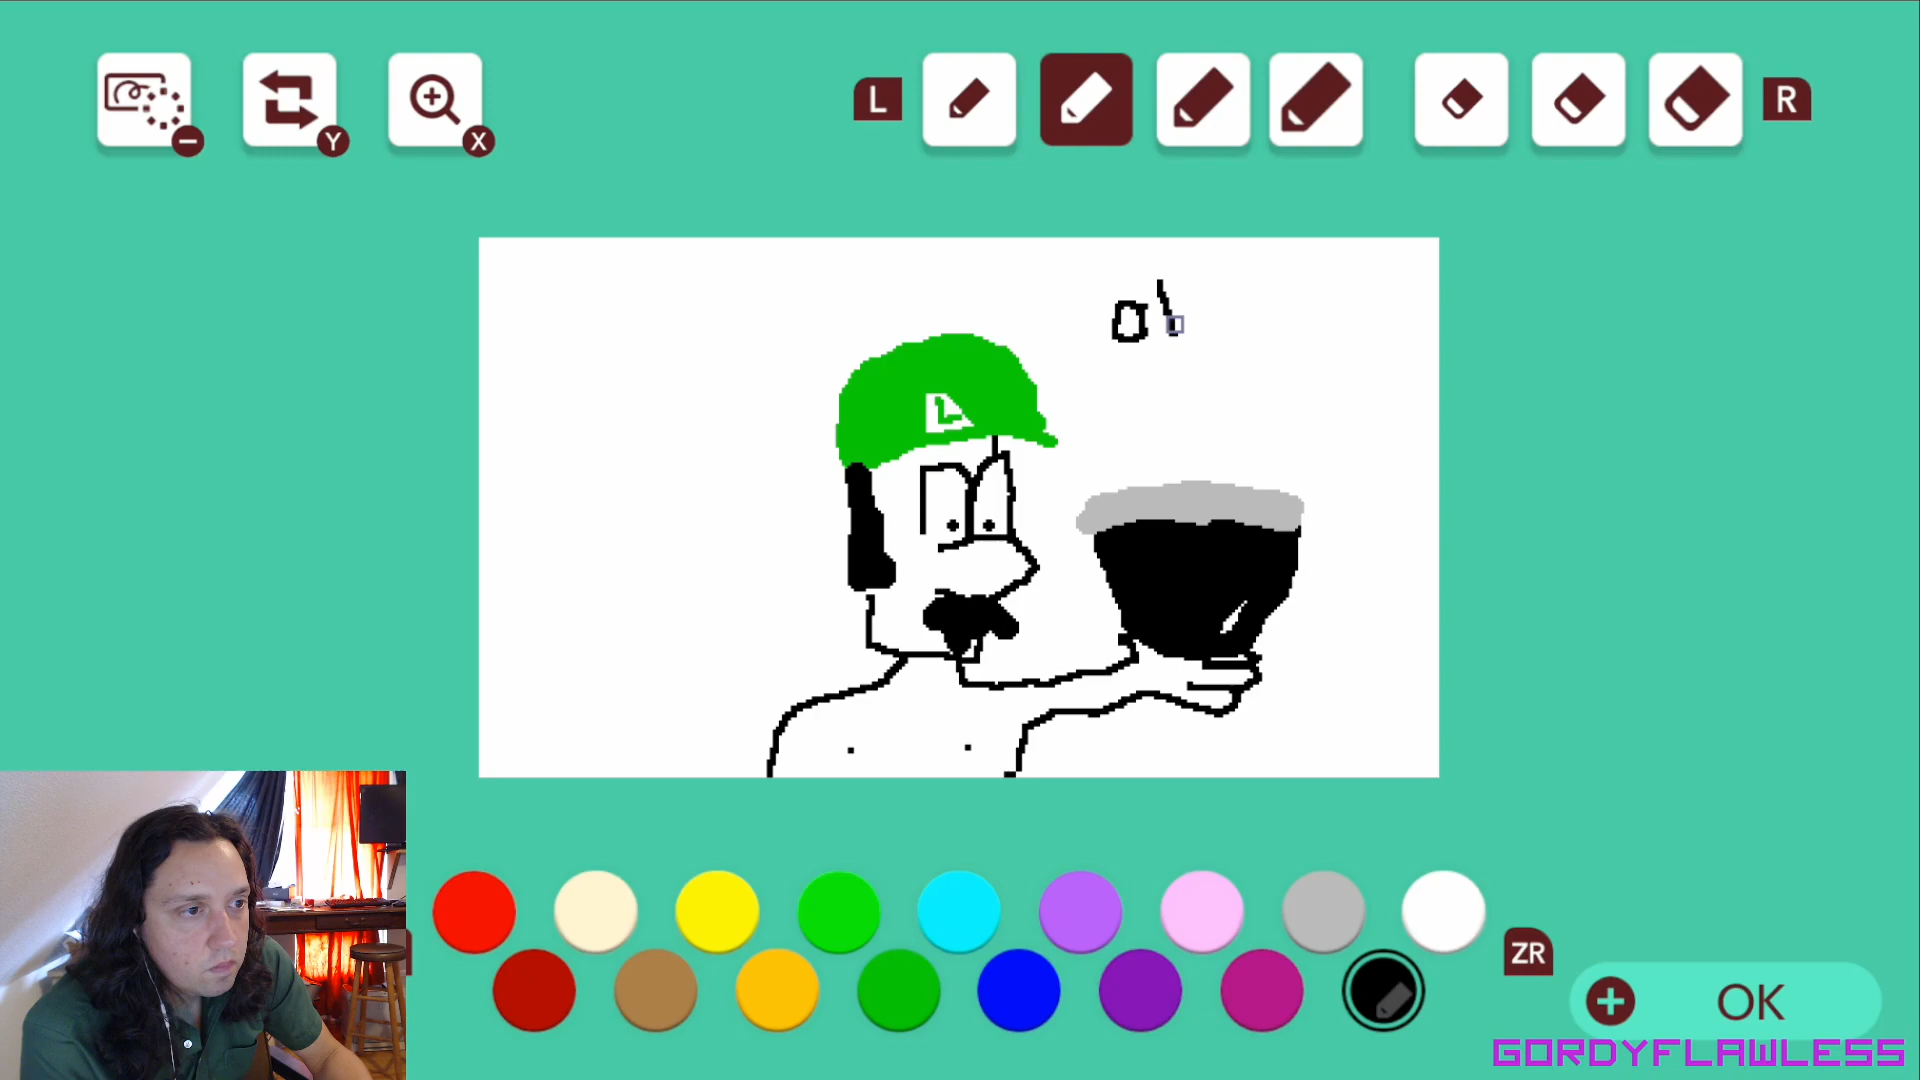 L R
Y X
o
L
ZR
+ OK
GORDYFLAWLESS